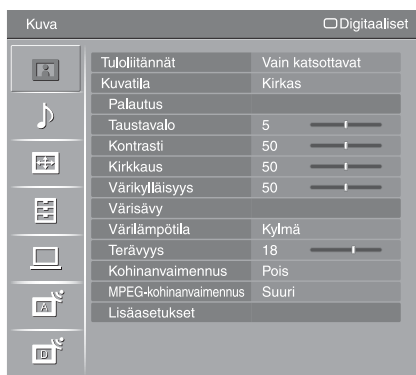 Kuva Digitaaliset
Tuloliitännät Vain katsottavat
Kuvatila Kirkas
Palautus
Taustavalo 5
Kontrasti 50
Kirkkaus 50
Värikylläisyys 50
Värisävy
Värilämpötila Kylmä
Terävyys 18
Kohinanvaimennus Pois
MPEG-kohinanvaimennus Suuri
Lisäasetukset
A
D